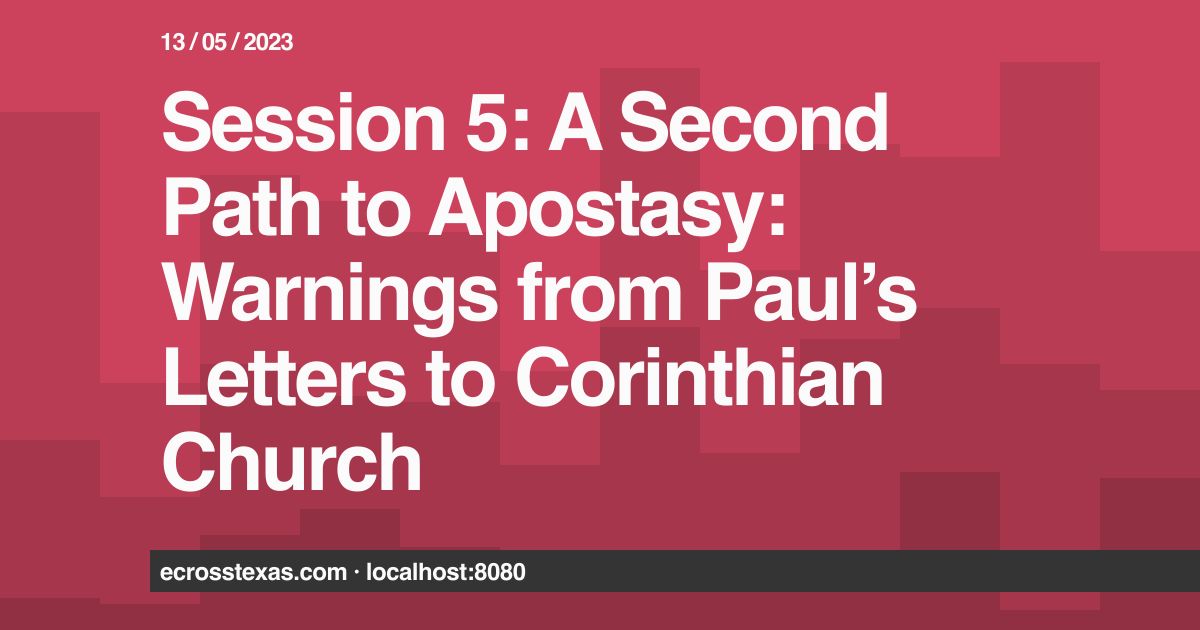 13 / 05 / 2023
Session 5: A Second
Path to Apostasy:
Warnings from Paul’s
Letters to Corinthian
Church
ecrosstexas.com · localhost:8080